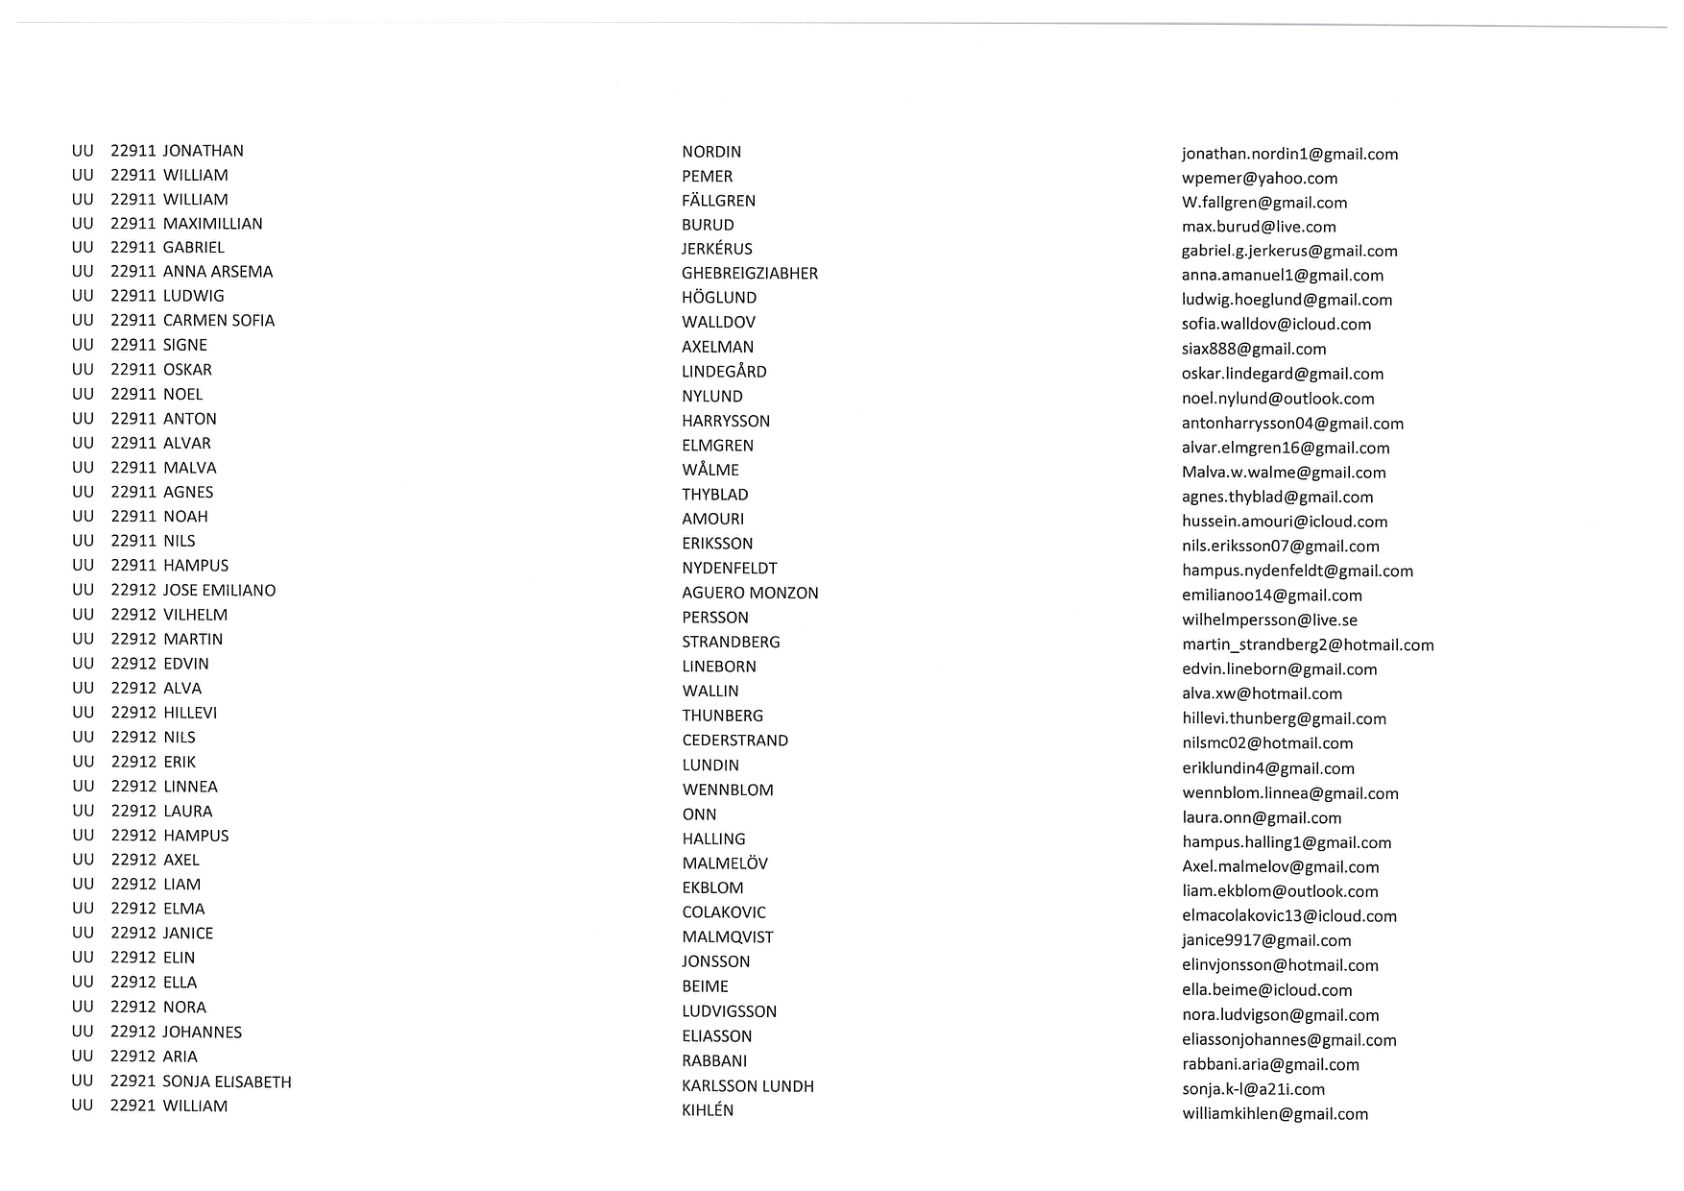 UU 22911 JONATHAN NORDIN jonathan.nordin1@gmail.com
UU 22911 WILLIAM PEMER wpemer@yahoo.com
UU 22911 WILLIAM FÄLLGREN W.fallgren@gmail.com
UU 22911 MAXIMILLIAN BURUD max.burud@live.com
UU 22911 GABRIEL JERKÉRUS gabriel.g.jerkerus@gmail.com
UU 22911 ANNA ARSEMA GHEBREIGZIABHER anna.amanuel1@gmail.com
UU 22911 LUDWIG HÖGLUND ludwig.hoeglund@gmail.com
UU 22911 CARMEN SOFIA WALLDOV sofia.walldov@icloud.com
UU 22911 SIGNE AXELMAN siax888@gmail.com
UU 22911 OSKAR LINDEGÅRD oskar.lindegard@gmail.com
UU 22911 NOEL NYLUND noel.nylund@outlook.com
UU 22911 ANTON HARRYSSON antonharrysson04@gmail.com
UU 22911 ALVAR ELMGREN alvar.elmgren16@gmail.com
UU 22911 MALVA WÅLME Malva.w.walme@gmail.com
UU 22911 AGNES THYBLAD agnes.thyblad@gmail.com
UU 22911 NOAH AMOURI hussein.amouri@icloud.com
UU 22911 NILS ERIKSSON nils.eriksson07@gmail.com
UU 22911 HAMPUS NYDENFELDT hampus.nydenfeldt@gmail.com
UU 22912 JOSE EMILIANO AGUERO MONZON emilianoo14@gmail.com
UU 22912 VILHELM PERSSON wilhelmpersson@live.se
UU 22912 MARTIN STRANDBERG martin_strandberg2@hotmail.com
UU 22912 EDVIN LINEBORN edvin.lineborn@gmail.com
UU 22912 ALVA WALLIN alva.xw@hotmail.com
UU 22912 HILLEVI THUNBERG hillevi.thunberg@gmail.com
UU 22912 NILS CEDERSTRAND nilsmc02@hotmail.com
UU 22912 ERIK LUNDIN eriklundin4@gmail.com
UU 22912 LINNEA WENNBLOM wennblom.linnea@gmail.com
UU 22912 LAURA ONN laura.onn@gmail.com
UU 22912 HAMPUS HALLING hampus.halling1@gmail.com
UU 22912 AXEL MALMELÖV Axel.malmelov@gmail.com
UU 22912 LIAM EKBLOM liam.ekblom@outlook.com
UU 22912 ELMA COLAKOVIC elmacolakovic13@icloud.com
UU 22912 JANICE MALMQVIST janice9917@gmail.com
UU 22912 ELIN JONSSON elinvjonsson@hotmail.com
UU 22912 ELLA BEIME ella.beime@icloud.com
UU 22912 NORA LUDVIGSSON nora.ludvigson@gmail.com
UU 22912 JOHANNES ELIASSON eliassonjohannes@gmail.com
UU 22912 ARIA RABBANI rabbani.aria@gmail.com
UU 22921 SONJA ELISABETH KARLSSON LUNDH sonja.k-l@a21i.com
UU 22921 WILLIAM KIHLÉN williamkihlen@gmail.com